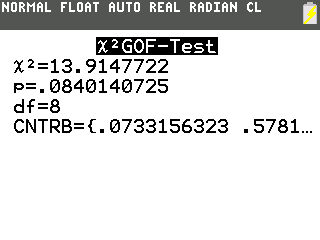 NORMAL FLOAT AUTO REAL RADIAN CL
χ²GOF-Test
χ²=13.9147722
p=.0840140725
df=8
CNTRB={.0733156323 .5781…